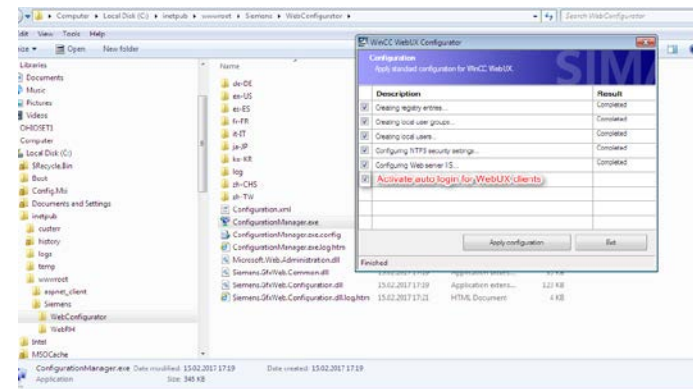 Computer ▸ Local Disk (C:) ▸ inetpub ▸ wwwroot ▸ Siemens ▸ WebConfigurator ▸
Search WebConfigurator
Edit View Tools Help
Open New folder
Libraries
Documents
Music
Pictures
Videos
Computer
Local Disk (C:)
$Recycle.Bin
Boot
Config.Msi
Documents and Settings
inetpub
custerr
history
logs
temp
wwwroot
aspnet_client
Siemens
WebConfigurator
WebRH
Intel
MSOCache
Name
de-DE
en-US
es-ES
fr-FR
it-IT
ja-JP
ko-KR
log
zh-CHS
zh-TW
Configuration.xml
ConfigurationManager.exe
ConfigurationManager.exe.config
ConfigurationManager.exe.log.htm
Microsoft.Web.Administration.dll
Siemens.GfxWeb.Common.dll
Siemens.GfxWeb.Configuration.dll 15.02.2017 17:19 Application extens... 123 KB
Siemens.GfxWeb.Configuration.dll.log.htm 15.02.2017 17:21 HTML Document 4 KB
WinCC WebUX Configurator
Configuration
Apply standard configuration for WinCC WebUX.
SIMA
Description Result
Creating registry entries... Completed
Creating local user groups... Completed
Creating local users... Completed
Configuring NTFS security settings... Completed
Configuring Web server IIS... Completed
Activate auto login for WebUX-clients
Apply configuration Exit
Finished
ConfigurationManager.exe Date modified: 15.02.2017 17:19 Date created: 15.02.2017 17:19
Application Size: 345 KB